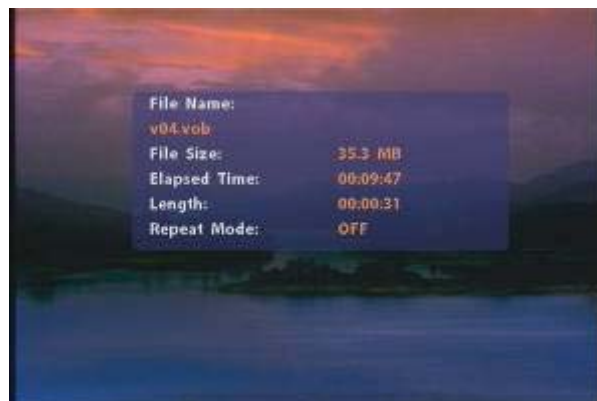 File Name:
v04.vob
File Size: 35.3 MB
Elapsed Time: 00:09:47
Length: 00:00:31
Repeat Mode: OFF